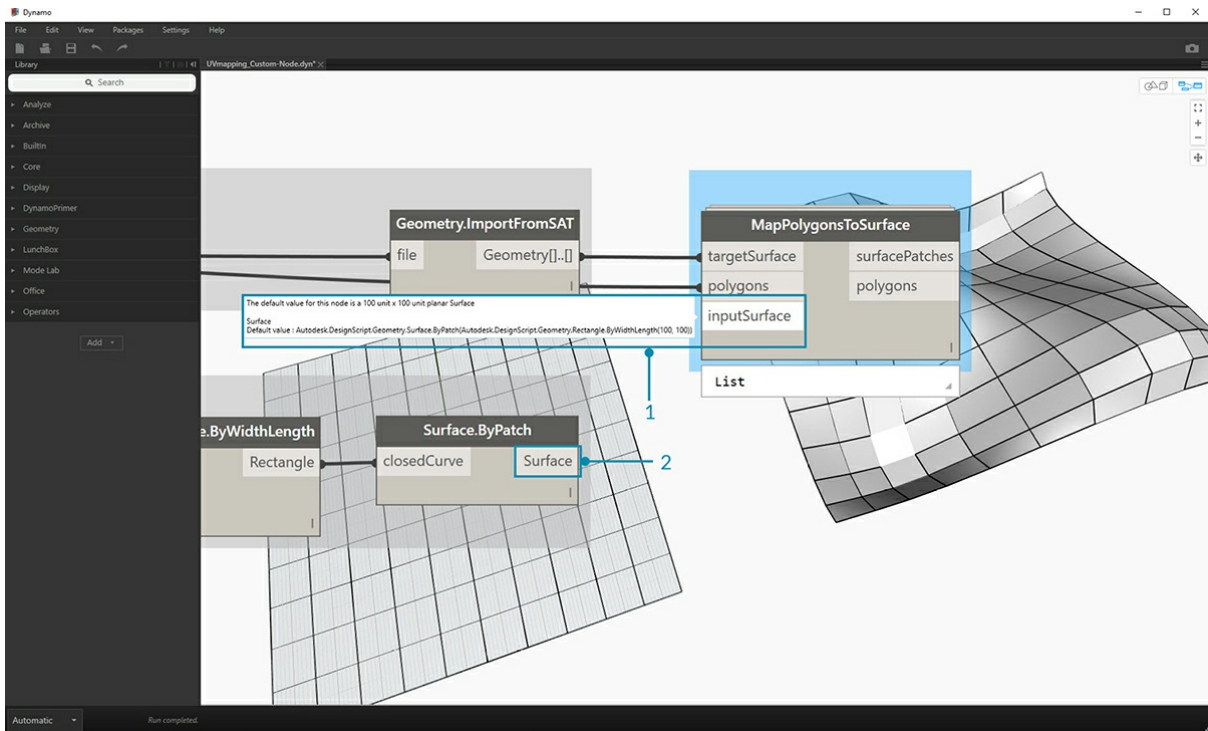 Dynamo
File Edit View Packages Settings Help
Library
UVmapping_Custom-Node.dyn*
Search
Analyze
Archive
BuiltIn
Core
Display
DynamoPrimer
Geometry
LunchBox
Mode Lab
Office
Operators
Add +
Geometry.ImportFromSAT
file Geometry[]..[]
MapPolygonsToSurface
targetSurface surfacePatches
polygons polygons
inputSurface
The default value for this node is a 100 unit x 100 unit planar Surface
Surface
Default value : Autodesk.DesignScript.Geometry.Surface.ByPatch(Autodesk.DesignScript.Geometry.Rectangle.ByWidthLength(100, 100))
List
1
e.ByWidthLength
Rectangle
Surface.ByPatch
closedCurve Surface
2
Automatic
Run completed.